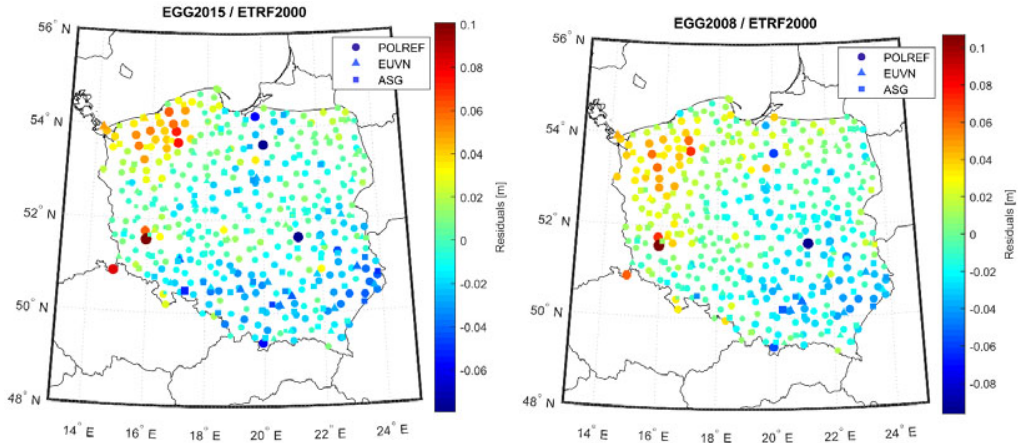 EGG2015 / ETRF2000
56° N
54° N
52° N
50° N
48° N
14° E
16° E
18° E
20° E
22° E
24° E
POLREF
EUVN
ASG
0.1
0.08
0.06
0.04
0.02
0
-0.02
-0.04
-0.06
Residuals [m]
EGG2008 / ETRF2000
56° N
54° N
52° N
50° N
48° N
14° E
16° E
18° E
20° E
22° E
24° E
POLREF
EUVN
ASG
0.1
0.08
0.06
0.04
0.02
0
-0.02
-0.04
-0.06
-0.08
Residuals [m]